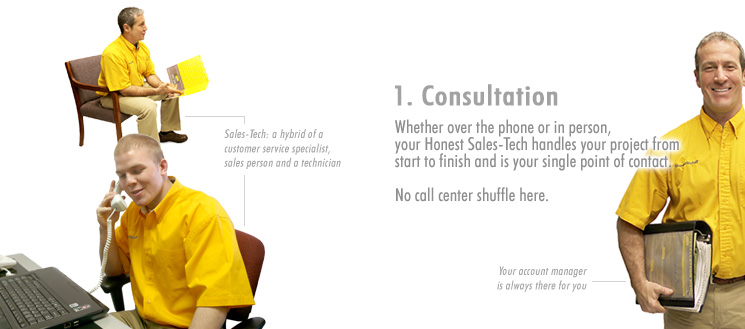 1. Consultation
Whether over the phone or in person,
your Honest Sales-Tech handles your project from
start to finish and is your single point of contact.
No call center shuffle here.
Sales-Tech: a hybrid of a
customer service specialist,
sales person and a technician
Your account manager
is always there for you